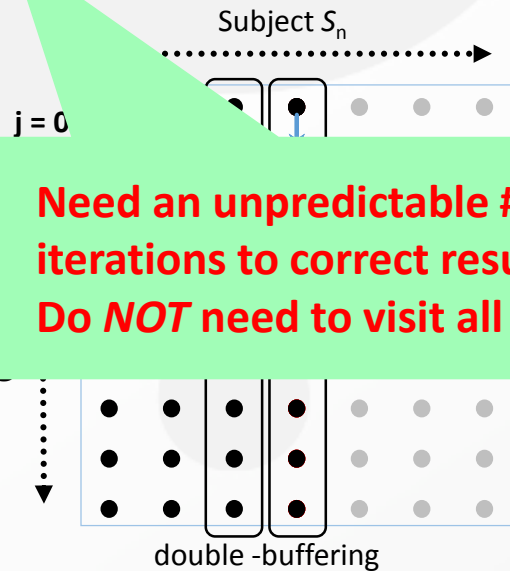 Subject Sn
j = 0
Need an unpredictable #
iterations to correct resu
Do NOT need to visit all
double -buffering